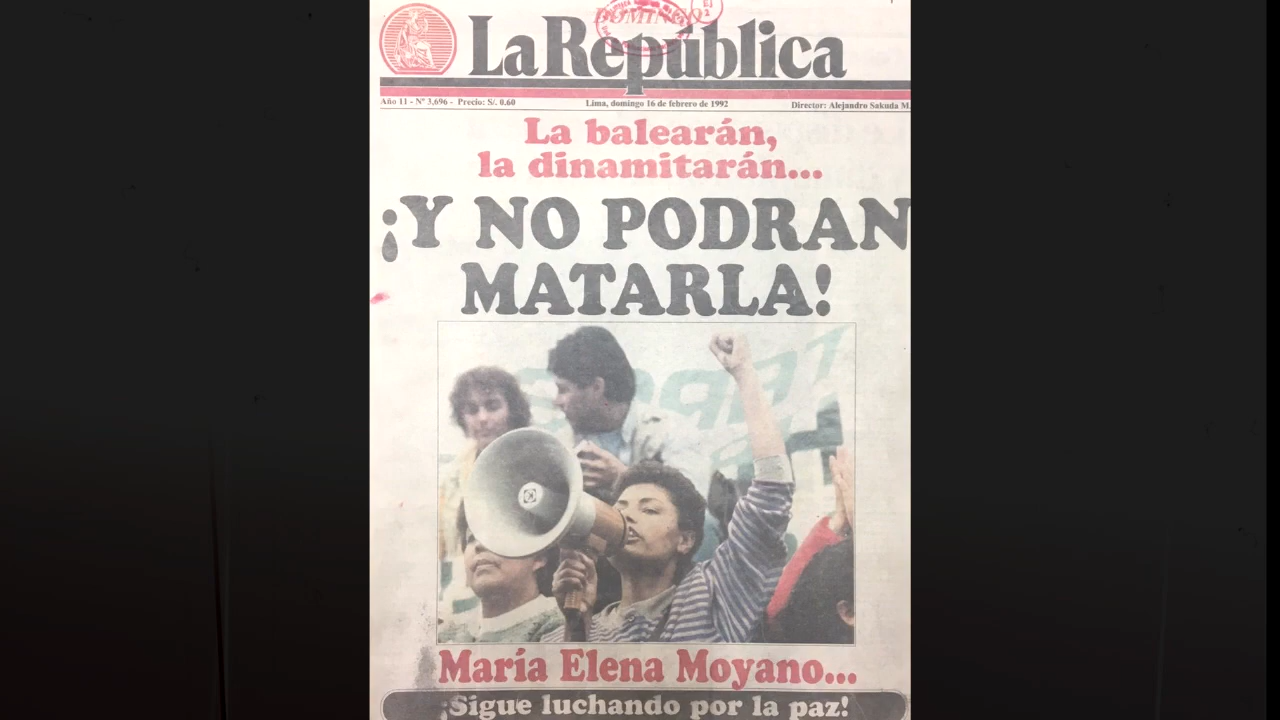 DOMINGO
La República
Año 11 - Nº 3,696 - Precio: S/. 0.60 Lima, domingo 16 de febrero de 1992 Director: Alejandro Sakuda M.
La balearán,
la dinamitarán...
¡Y NO PODRAN
MATARLA!
María Elena Moyano...
¡Sigue luchando por la paz!